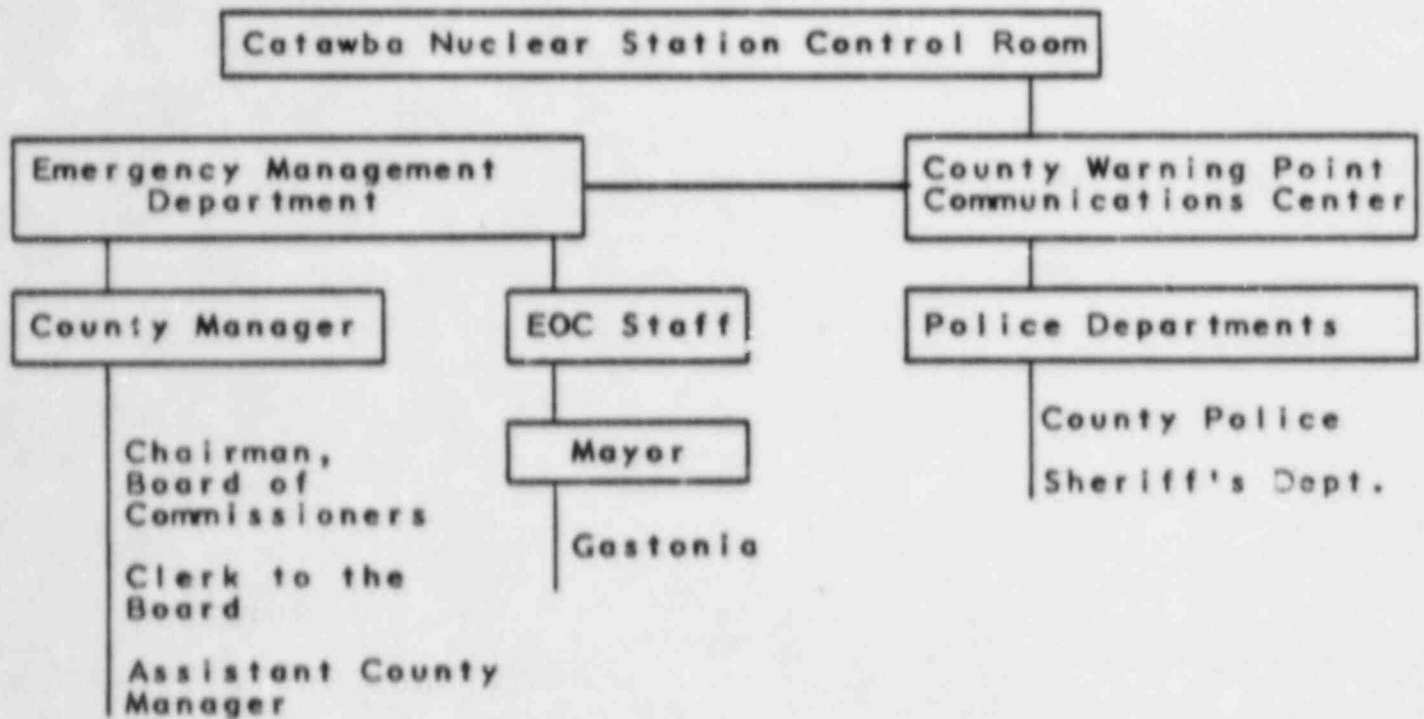 Catawba Nuclear Station Control Room
Emergency Management
Department
County Warning Point
Communications Center
County Manager
EOC Staff
Police Departments
Chairman,
Board of
Commissioners
Clerk to the
Board
Assistant County
Manager
Mayor
Gastonia
County Police
Sheriff's Dept.